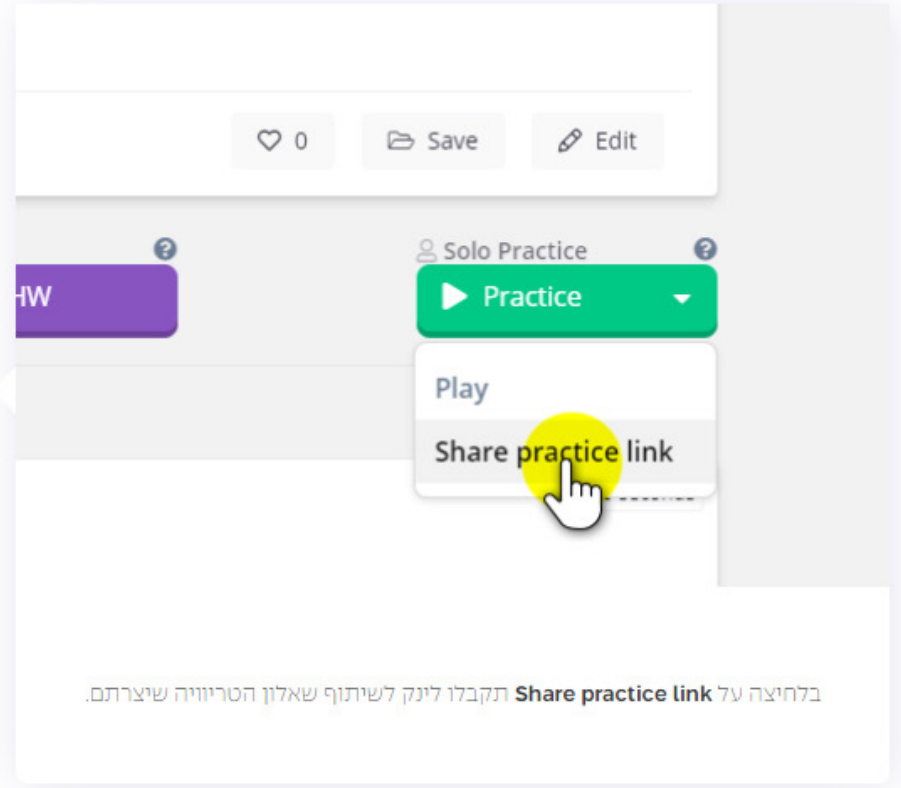 0
Save
Edit
Solo Practice
HW
Practice
Play
Share practice link
בלחיצה על Share practice link תקבלו לינק לשיתוף שאלון הטריוויה שיצרתם.